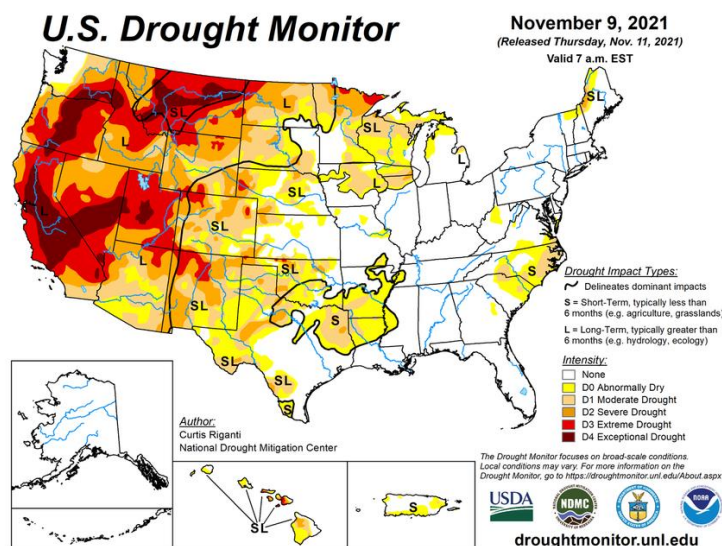 U.S. Drought Monitor
November 9, 2021
(Released Thursday, Nov. 11, 2021)
Valid 7 a.m. EST
SL
L
SL
SL
L
L
SL
L
L
SL
L
SL
S
SL
S
SL
SL
S
Drought Impact Types:
Delineates dominant impacts
S = Short-Term, typically less than
6 months (e.g. agriculture, grasslands)
L = Long-Term, typically greater than
6 months (e.g. hydrology, ecology)
Intensity:
None
D0 Abnormally Dry
D1 Moderate Drought
D2 Severe Drought
D3 Extreme Drought
D4 Exceptional Drought
Author:
Curtis Riganti
National Drought Mitigation Center
SL
S
The Drought Monitor focuses on broad-scale conditions.
Local conditions may vary. For more information on the
Drought Monitor, go to https://droughtmonitor.unl.edu/About.aspx
USDA
NDMC
NOAA
droughtmonitor.unl.edu